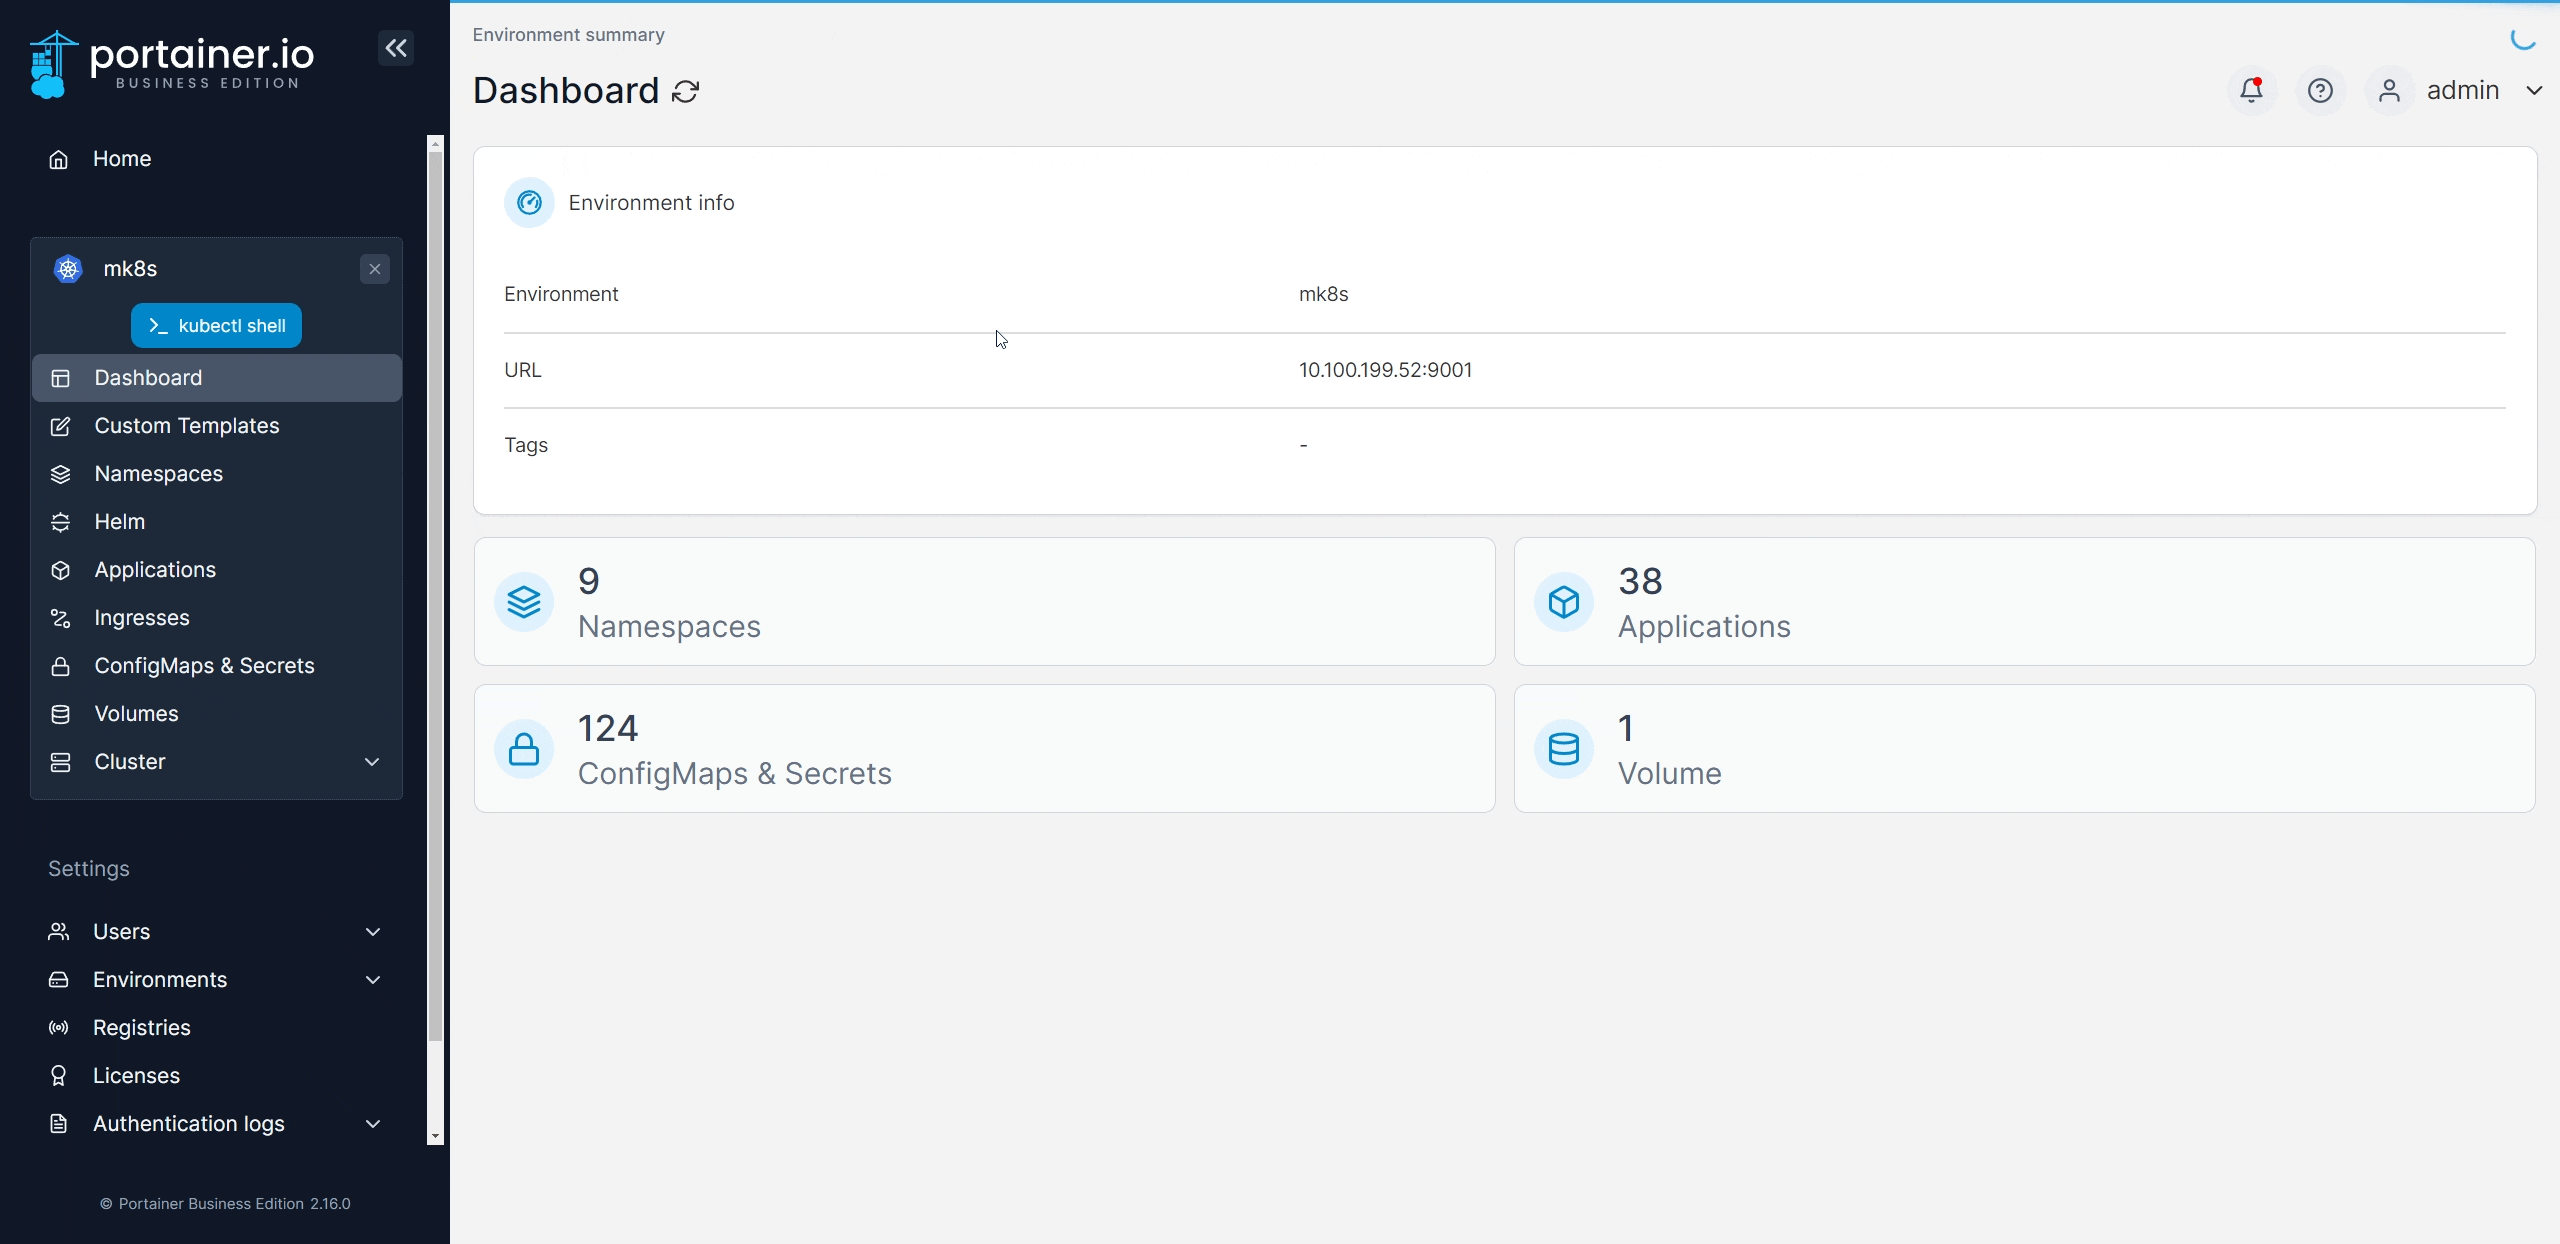 portainer.io
BUSINESS EDITION
Home
mk8s
kubectl shell
Dashboard
Custom Templates
Namespaces
Helm
Applications
Ingresses
ConfigMaps & Secrets
Volumes
Cluster
Settings
Users
Environments
Registries
Licenses
Authentication logs
© Portainer Business Edition 2.16.0
Environment summary
Dashboard
admin
Environment info
Environment mk8s
URL 10.100.199.52:9001
Tags -
9
Namespaces
38
Applications
124
ConfigMaps & Secrets
1
Volume